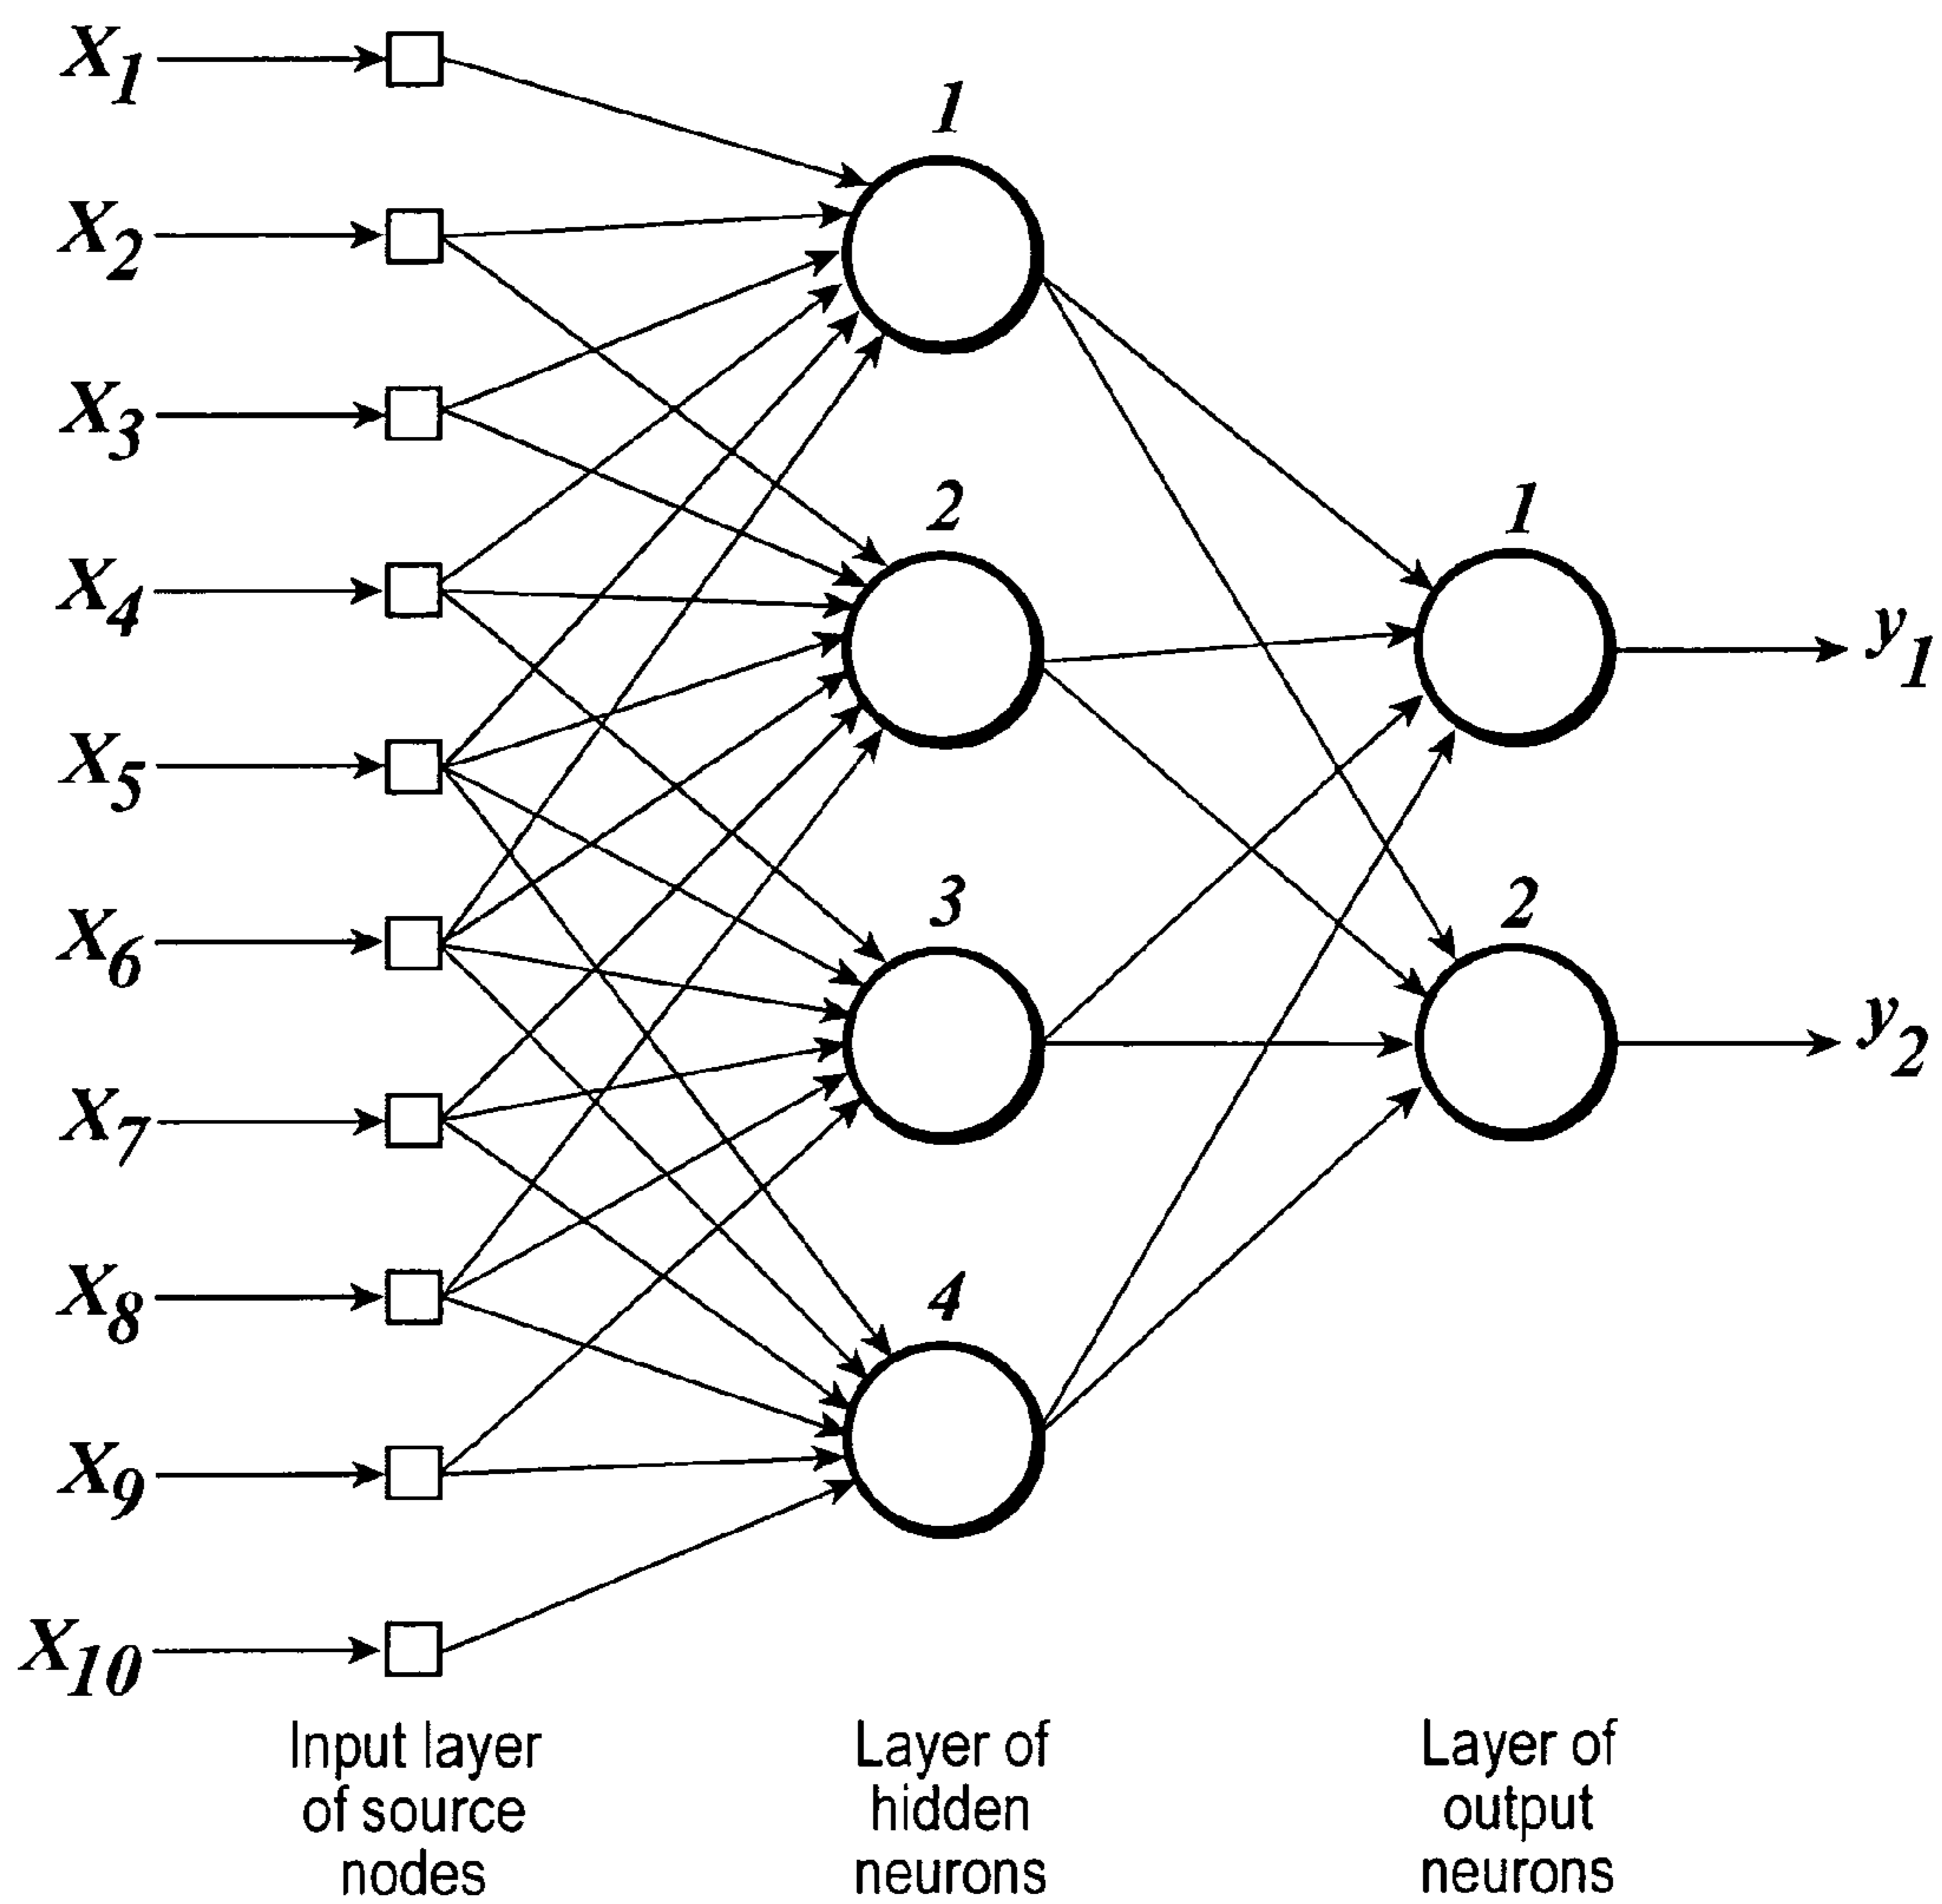 X1
X2
X3
X4
X5
X6
X7
X8
X9
X10
1
2
3
4
1
2
y1
y2
Input layer
of source
nodes
Layer of
hidden
neurons
Layer of
output
neurons